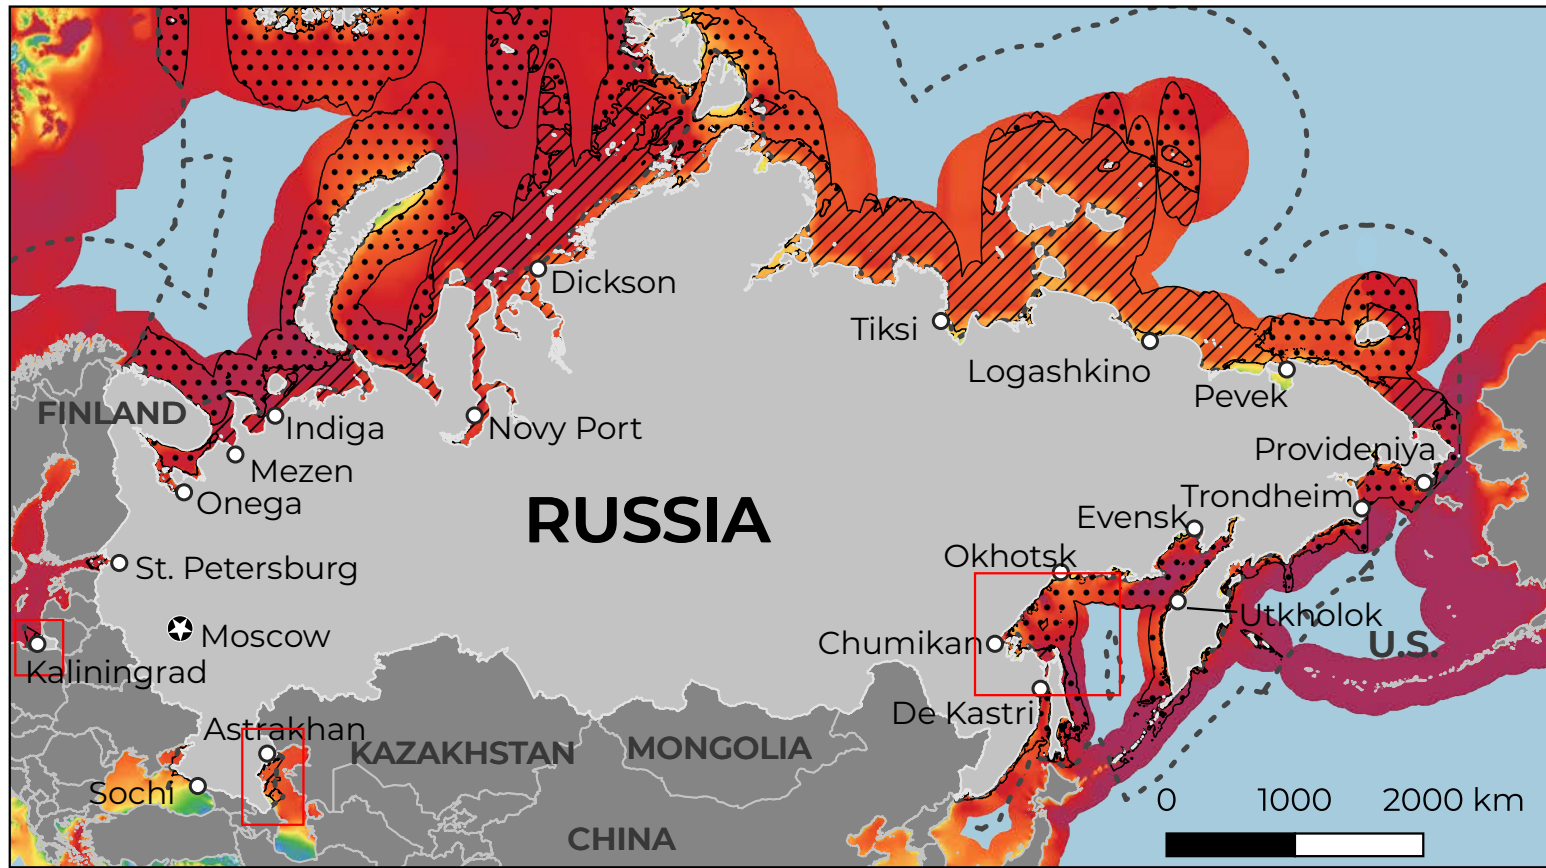 Dickson
Tiksi
Logashkino
Pevek
FINLAND
Indiga
Novy Port
Mezen
Provideniya
Onega
Trondheim
RUSSIA
Evensk
Okhotsk
St. Petersburg
Utkholok
Moscow
Chumikan
U.S.
Kaliningrad
De Kastri
Astrakhan
KAZAKHSTAN
MONGOLIA
Sochi
0 1000 2000 km
CHINA